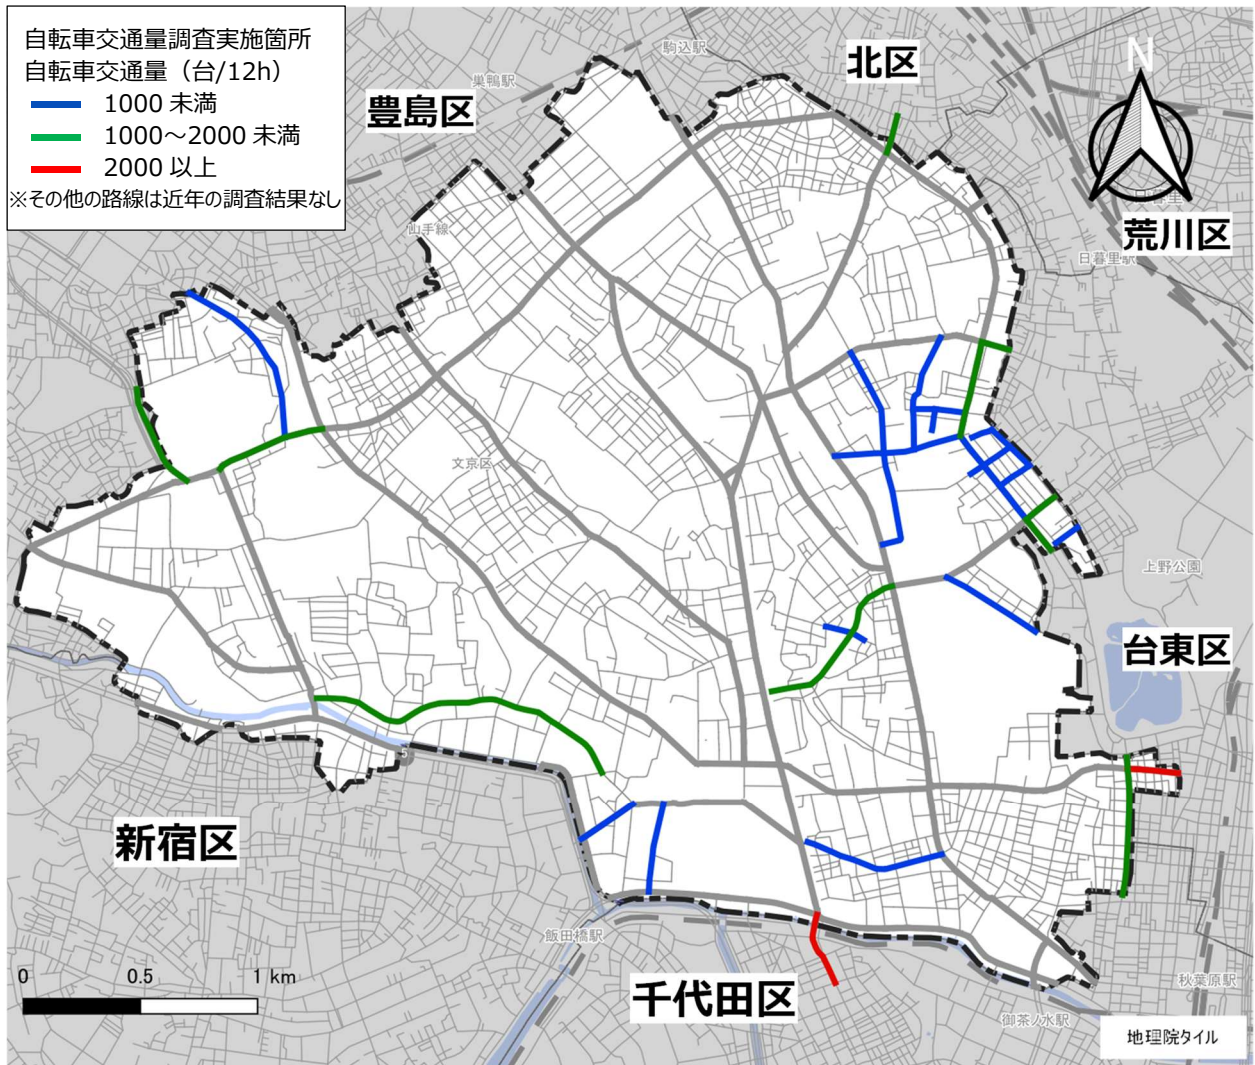 自転車交通量調査実施箇所
自転車交通量（台/12h）
1000 未満
1000～2000 未満
2000 以上
※その他の路線は近年の調査結果なし
駒込駅
北区
N
巣鴨駅
豊島区
山手線
荒川区
日暮里駅
文京区
上野公園
台東区
新宿区
飯田橋駅
千代田区
秋葉原駅
御茶ノ水駅
0 0.5 1 km
地理院タイル